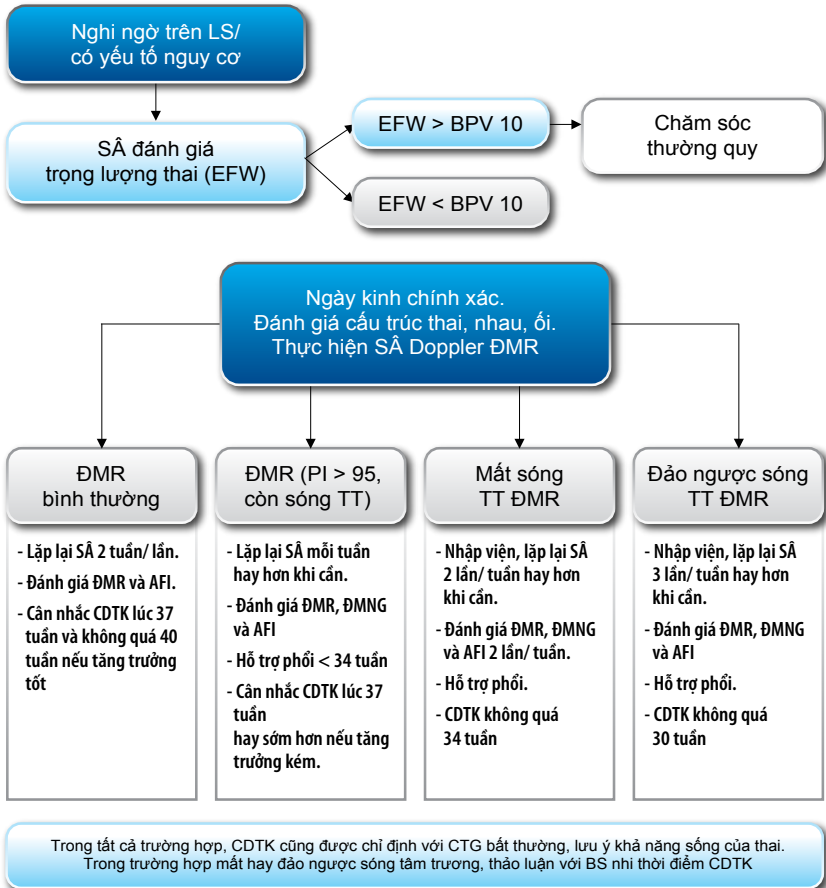 Nghi ngờ trên LS/
có yếu tố nguy cơ
SÂ đánh giá
trọng lượng thai (EFW)
EFW > BPV 10
Chăm sóc
thường quy
EFW < BPV 10
Ngày kinh chính xác.
Đánh giá cấu trúc thai, nhau, ối.
Thực hiện SÂ Doppler ĐMR
ĐMR
bình thường
- Lặp lại SÂ 2 tuần/ lần.
- Đánh giá ĐMR và AFI.
- Cân nhắc CDTK lúc 37
tuần và không quá 40
tuần nếu tăng trưởng
tốt
ĐMR (PI > 95,
còn sóng TT)
- Lặp lại SÂ mỗi tuần
hay hơn khi cần.
- Đánh giá ĐMR, ĐMNG
và AFI
- Hỗ trợ phổi < 34 tuần
- Cân nhắc CDTK lúc 37
tuần
hay sớm hơn nếu tăng
trưởng kém.
Mất sóng
TT ĐMR
- Nhập viện, lặp lại SÂ
2 lần/ tuần hay hơn
khi cần.
- Đánh giá ĐMR, ĐMNG
và AFI 2 lần/ tuần.
- Hỗ trợ phổi.
- CDTK không quá
34 tuần
Đảo ngược sóng
TT ĐMR
- Nhập viện, lặp lại SÂ
3 lần/ tuần hay hơn
khi cần.
- Đánh giá ĐMR, ĐMNG
và AFI
- Hỗ trợ phổi.
- CDTK không quá
30 tuần
Trong tất cả trường hợp, CDTK cũng được chỉ định với CTG bất thường, lưu ý khả năng sống của thai.
Trong trường hợp mất hay đảo ngược sóng tâm trương, thảo luận với BS nhi thời điểm CDTK